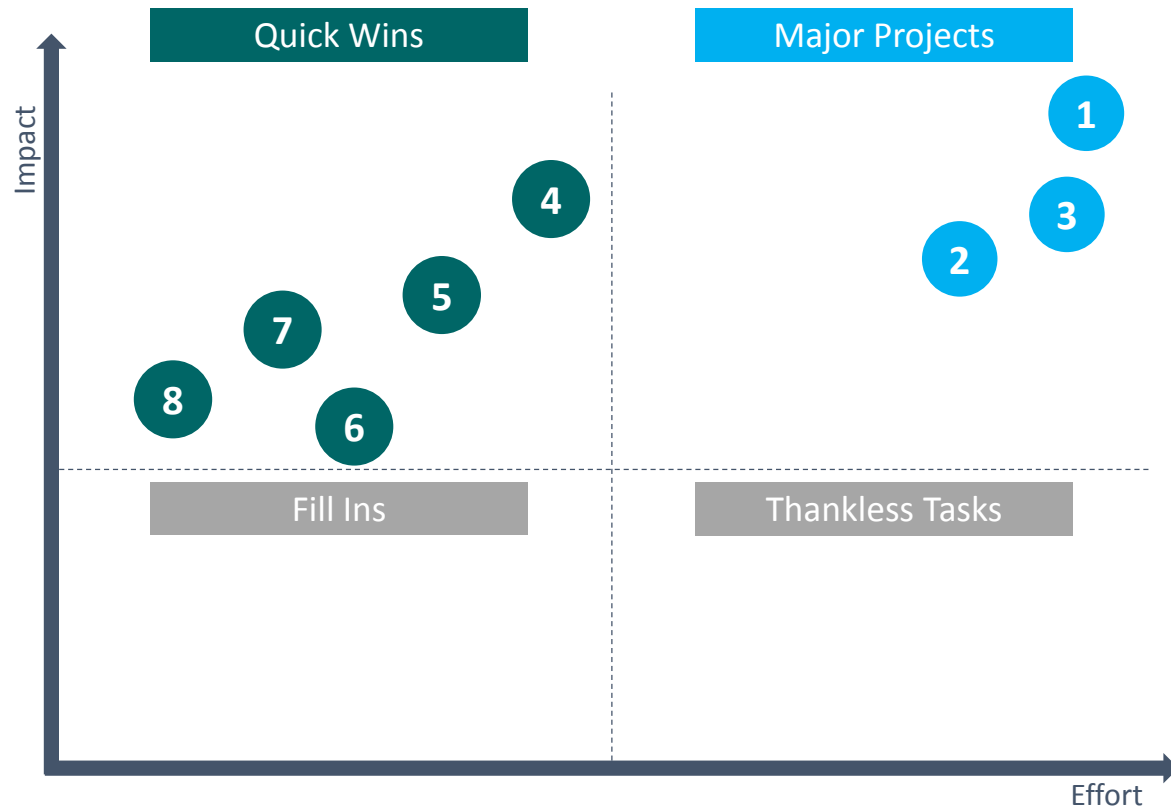 Quick Wins
Major Projects
Impact
1
4
3
2
5
7
8
6
Fill Ins
Thankless Tasks
Effort